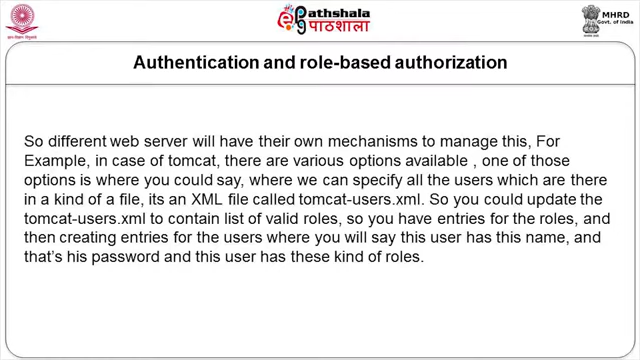 Pathshala
पाठशाला
MHRD
Govt. of India
Authentication and role-based authorization
So different web server will have their own mechanisms to manage this, For
Example, in case of tomcat, there are various options available , one of those
options is where you could say, where we can specify all the users which are there
in a kind of a file, its an XML file called tomcat-users.xml. So you could update the
tomcat-users.xml to contain list of valid roles, so you have entries for the roles, and
then creating entries for the users where you will say this user has this name, and
that's his password and this user has these kind of roles.